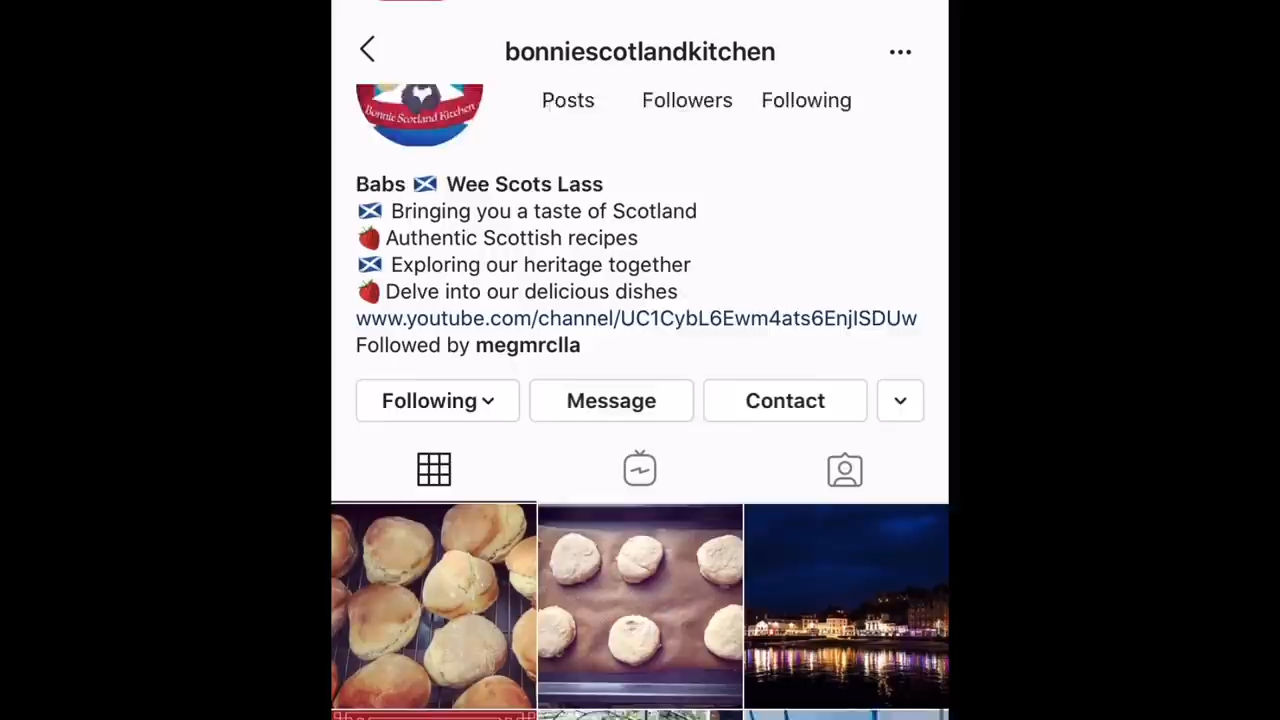 bonniescotlandkitchen
Bonnie Scotland Kitchen
Posts Followers Following
Babs 🏴󠁧󠁢󠁳󠁣󠁴󠁿 Wee Scots Lass
🏴󠁧󠁢󠁳󠁣󠁴󠁿 Bringing you a taste of Scotland
🍓 Authentic Scottish recipes
🏴󠁧󠁢󠁳󠁣󠁴󠁿 Exploring our heritage together
🍓 Delve into our delicious dishes
www.youtube.com/channel/UC1CybL6Ewm4ats6EnjISDUw
Followed by megmrclla
Following Message Contact